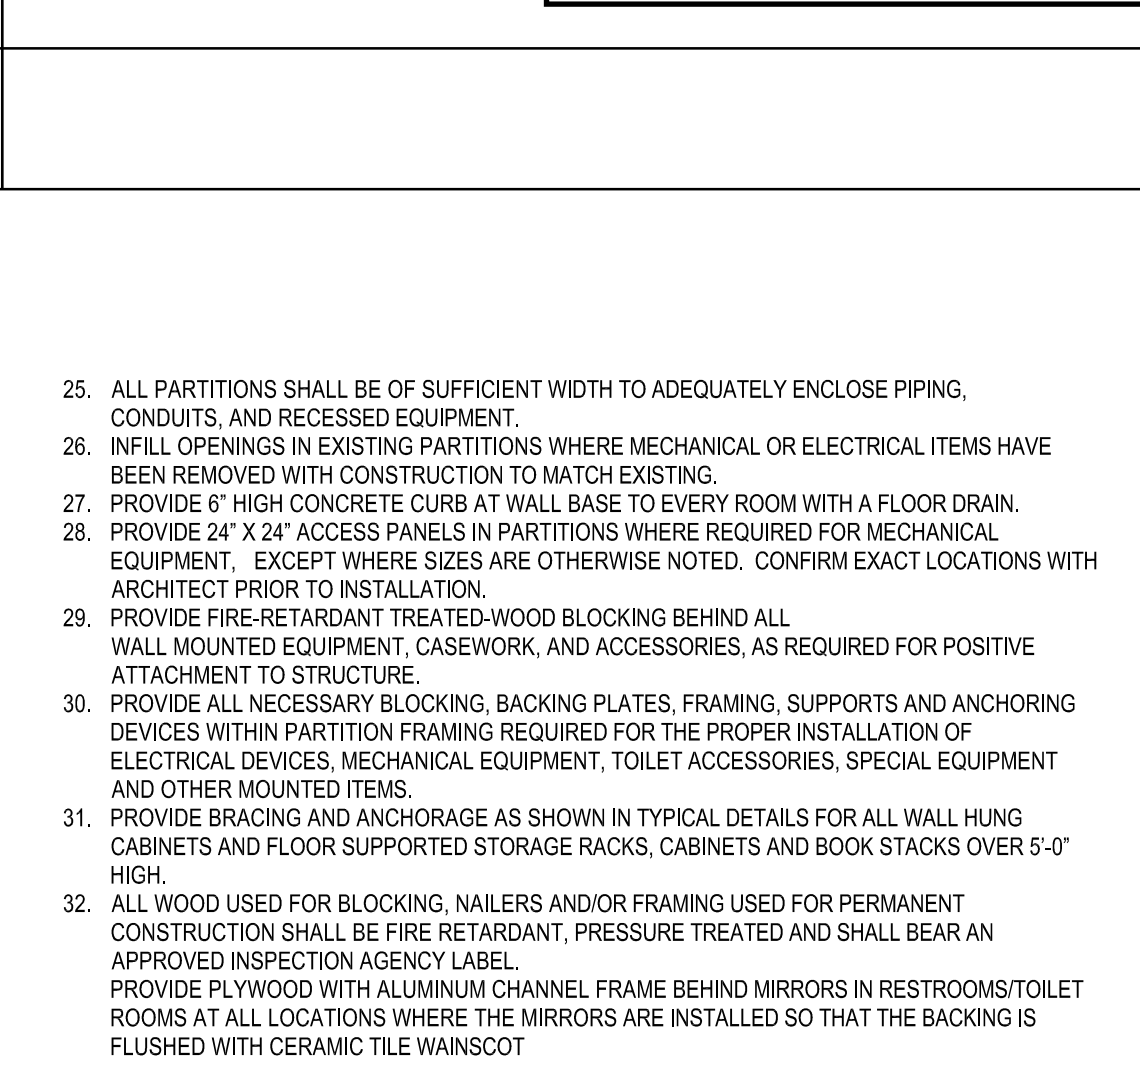 25. ALL PARTITIONS SHALL BE OF SUFFICIENT WIDTH TO ADEQUATELY ENCLOSE PIPING,
CONDUITS, AND RECESSED EQUIPMENT.
26. INFILL OPENINGS IN EXISTING PARTITIONS WHERE MECHANICAL OR ELECTRICAL ITEMS HAVE
BEEN REMOVED WITH CONSTRUCTION TO MATCH EXISTING.
27. PROVIDE 6” HIGH CONCRETE CURB AT WALL BASE TO EVERY ROOM WITH A FLOOR DRAIN.
28. PROVIDE 24” X 24” ACCESS PANELS IN PARTITIONS WHERE REQUIRED FOR MECHANICAL
EQUIPMENT, EXCEPT WHERE SIZES ARE OTHERWISE NOTED. CONFIRM EXACT LOCATIONS WITH
ARCHITECT PRIOR TO INSTALLATION.
29. PROVIDE FIRE-RETARDANT TREATED-WOOD BLOCKING BEHIND ALL
WALL MOUNTED EQUIPMENT, CASEWORK, AND ACCESSORIES, AS REQUIRED FOR POSITIVE
ATTACHMENT TO STRUCTURE.
30. PROVIDE ALL NECESSARY BLOCKING, BACKING PLATES, FRAMING, SUPPORTS AND ANCHORING
DEVICES WITHIN PARTITION FRAMING REQUIRED FOR THE PROPER INSTALLATION OF
ELECTRICAL DEVICES, MECHANICAL EQUIPMENT, TOILET ACCESSORIES, SPECIAL EQUIPMENT
AND OTHER MOUNTED ITEMS.
31. PROVIDE BRACING AND ANCHORAGE AS SHOWN IN TYPICAL DETAILS FOR ALL WALL HUNG
CABINETS AND FLOOR SUPPORTED STORAGE RACKS, CABINETS AND BOOK STACKS OVER 5’-0”
HIGH.
32. ALL WOOD USED FOR BLOCKING, NAILERS AND/OR FRAMING USED FOR PERMANENT
CONSTRUCTION SHALL BE FIRE RETARDANT, PRESSURE TREATED AND SHALL BEAR AN
APPROVED INSPECTION AGENCY LABEL.
PROVIDE PLYWOOD WITH ALUMINUM CHANNEL FRAME BEHIND MIRRORS IN RESTROOMS/TOILET
ROOMS AT ALL LOCATIONS WHERE THE MIRRORS ARE INSTALLED SO THAT THE BACKING IS
FLUSHED WITH CERAMIC TILE WAINSCOT